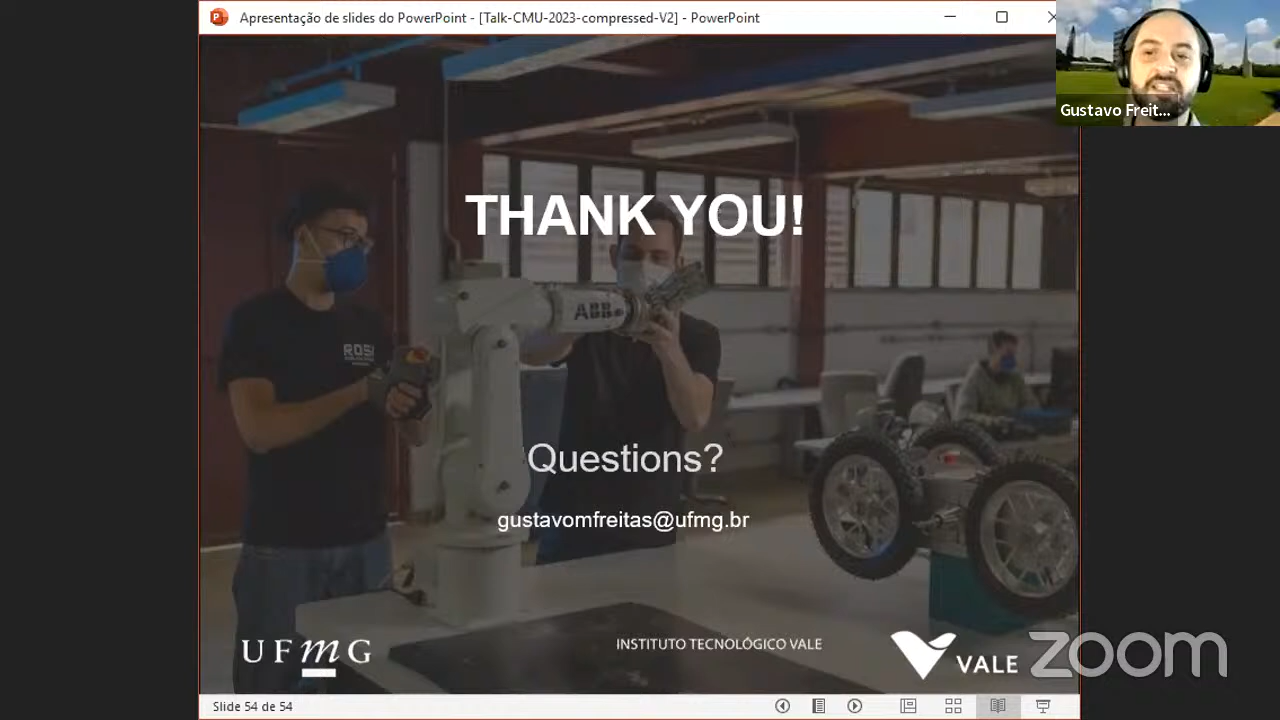 Apresentação de slides do PowerPoint - [Talk-CMU-2023-compressed-V2] - PowerPoint
Gustavo Freit...
THANK YOU!
ABB
ROSI
Questions?
gustavomfreitas@ufmg.br
UFmG
INSTITUTO TECNOLÓGICO VALE
VALE
zoom
Slide 54 de 54